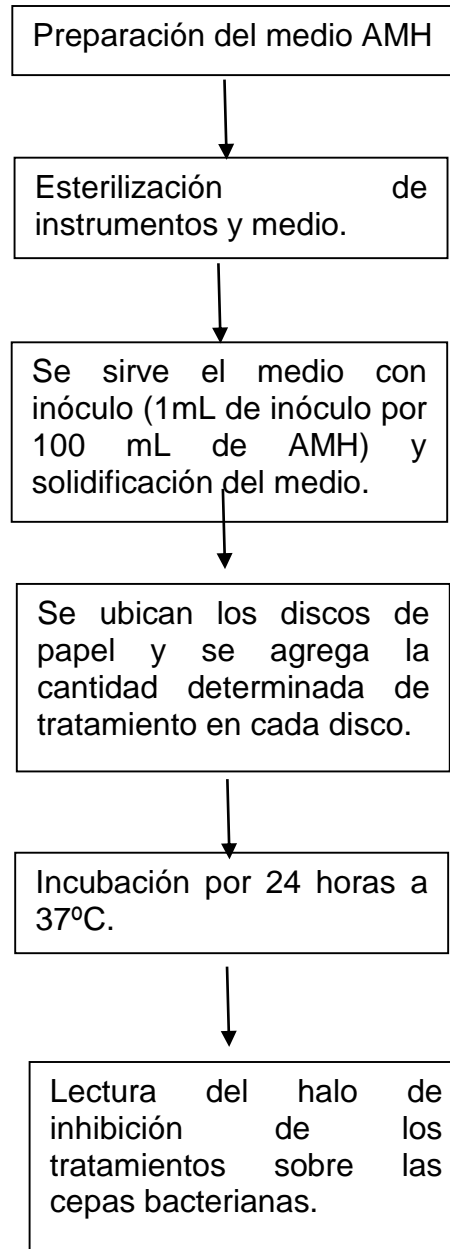 Preparación del medio AMH
Esterilización de
instrumentos y medio.
Se sirve el medio con
inóculo (1mL de inóculo por
100 mL de AMH) y
solidificación del medio.
Se ubican los discos de
papel y se agrega la
cantidad determinada de
tratamiento en cada disco.
Incubación por 24 horas a
37ºC.
Lectura del halo de
inhibición de los
tratamientos sobre las
cepas bacterianas.